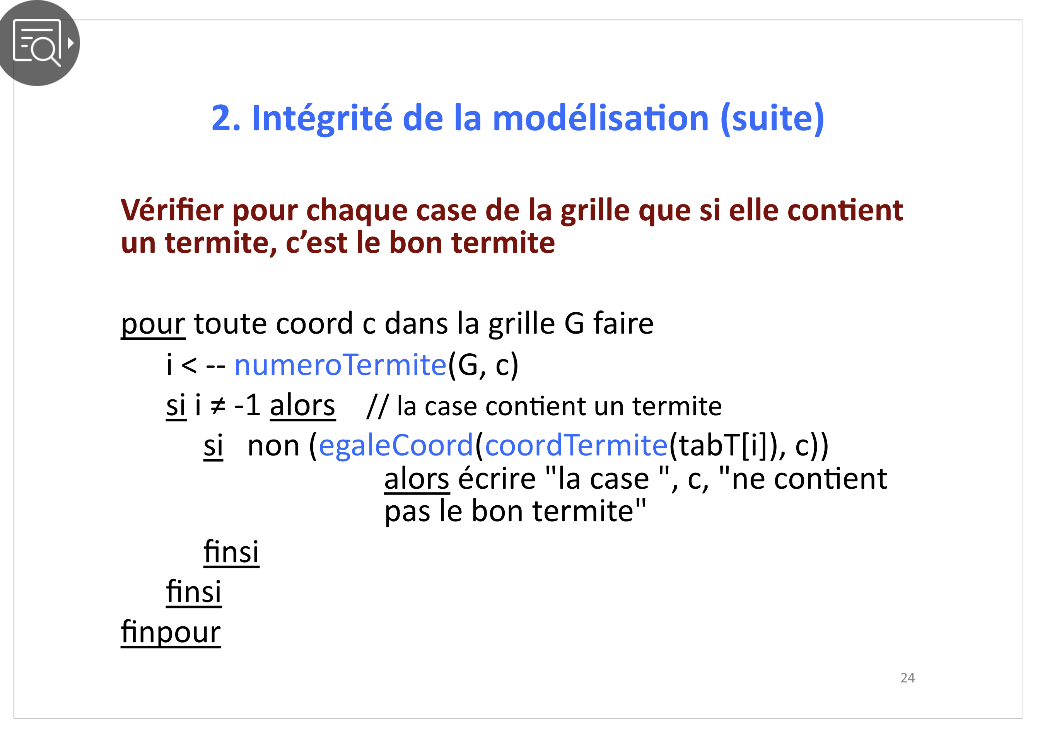 2. Intégrité de la modélisation (suite)
Vérifier pour chaque case de la grille que si elle contient
un termite, c’est le bon termite
pour toute coord c dans la grille G faire
i < -- numeroTermite(G, c)
si i ≠ -1 alors // la case contient un termite
si non (egaleCoord(coordTermite(tabT[i]), c))
alors écrire "la case ", c, "ne contient
pas le bon termite"
finsi
finsi
finpour
24